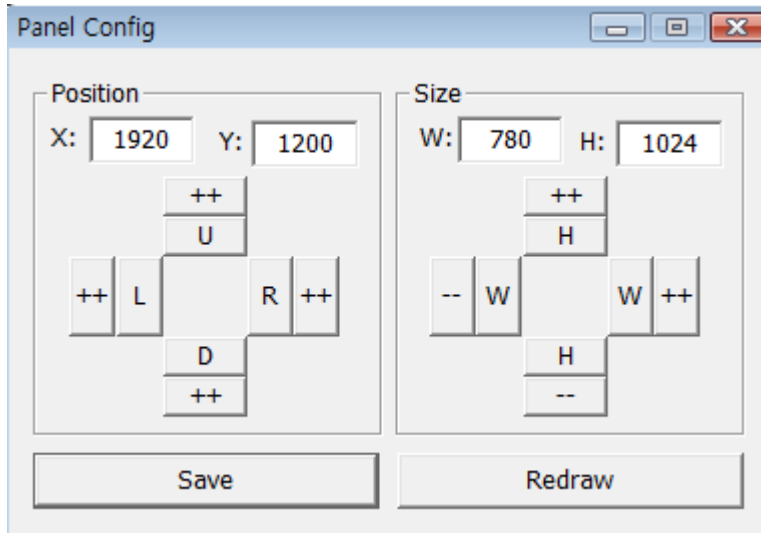 Panel Config
Position Size
X: 1920 Y: 1200 W: 780 H: 1024
++ ++
U H
++ L R ++ -- W W ++
D H
++ --
Save Redraw